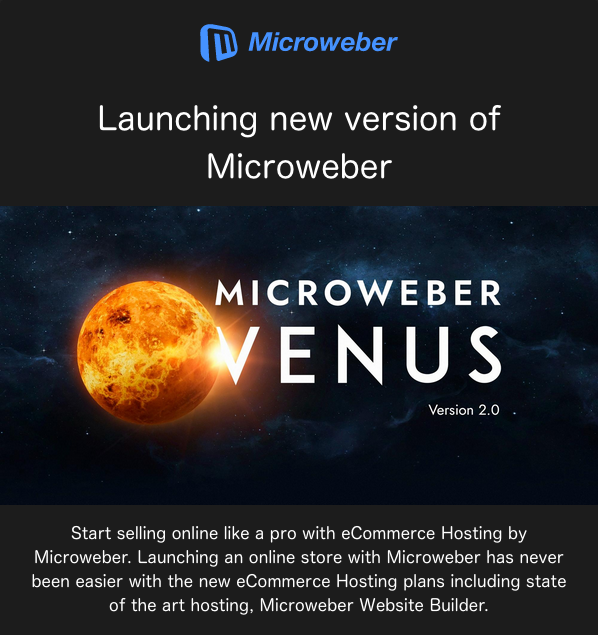 Microweber
Launching new version of
Microweber
MICROWEBER
VENUS
Version 2.0
Start selling online like a pro with eCommerce Hosting by
Microweber. Launching an online store with Microweber has never
been easier with the new eCommerce Hosting plans including state
of the art hosting, Microweber Website Builder.